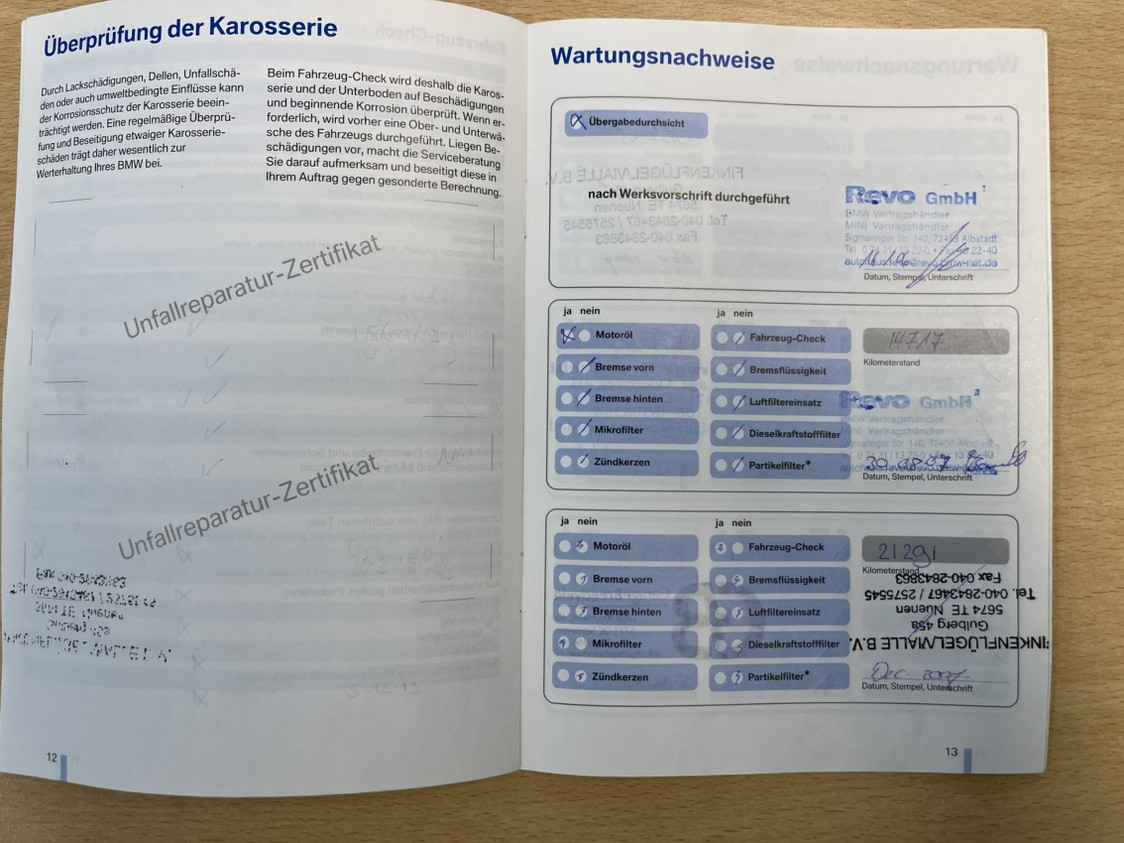 Überprüfung der Karosserie
Durch Lackschädigungen, Dellen, Unfallschä-
den oder auch umweltbedingte Einflüsse kann
der Korrosionsschutz der Karosserie beein-
trächtigt werden. Eine regelmäßige Überprü-
fung und Beseitigung etwaiger Karosserie-
schäden trägt daher wesentlich zur
Werterhaltung Ihres BMW bei.
Beim Fahrzeug-Check wird deshalb die Karos-
serie und der Unterboden auf Beschädigungen
und beginnende Korrosion überprüft. Wenn er-
forderlich, wird vorher eine Ober- und Unterwä-
sche des Fahrzeugs durchgeführt. Liegen Be-
schädigungen vor, macht die Serviceberatung
Sie darauf aufmerksam und beseitigt diese in
Ihrem Auftrag gegen gesonderte Berechnung.
Unfallreparatur-Zertifikat
Unfallreparatur-Zertifikat
12
Wartungsnachweise
Übergabedurchsicht
nach Werksvorschrift durchgeführt
Revo GmbH
BMW Vertragshändler
MINI Vertragshändler
Datum, Stempel, Unterschrift
ja nein
ja nein
Motoröl
Fahrzeug-Check
14717
Kilometerstand
Bremse vorn
Bremsflüssigkeit
Bremse hinten
Luftfiltereinsatz
Revo GmbH
Mikrofilter
Dieselkraftstofffilter
Vertragshändler
Zündkerzen
Partikelfilter*
Datum, Stempel, Unterschrift
ja nein
ja nein
Motoröl
Fahrzeug-Check
21291
Kilometerstand
Bremse vorn
Bremsflüssigkeit
Fax 040-2843863
Tel. 040-2843467 / 2575545
Bremse hinten
Luftfiltereinsatz
5674 TE Nuenen
Gulberg 45a
Mikrofilter
Dieselkraftstofffilter
INKENFLÜGELVIALLE B.V.
Zündkerzen
Partikelfilter*
Dec 2007
Datum, Stempel, Unterschrift
13